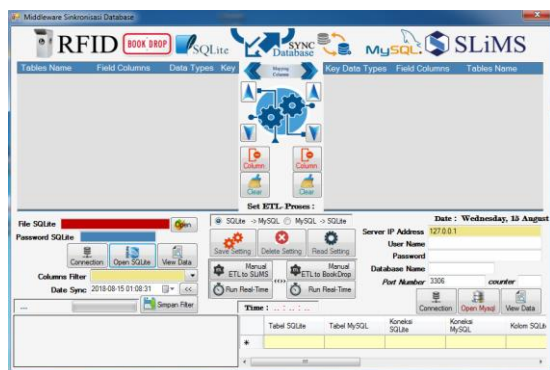 Middleware Sinkronisasi Database
RFID BOOK DROP SQLite SYNC Database MySQL SLiMS
Tables Name Field Columns Data Types Key Mapping Columns Key Data Types Field Columns Tables Name
Column Column
Clear Clear
Set ETL- Proses :
File SQLite Open
Password SQLite
Connection Open SQLite View Data
Columns Filter
Date Sync 2018-08-15 01:08:31 <<
... Simpan Filter
SQLite -> MySQL MySQL -> SQLite
Save Setting Delete Setting Read Setting
Manual ETL to SLiMS Manual ETL to BookDrop
Run Real-Time Run Real-Time
Time : .. : .. : ..
Date : Wednesday, 15 August
Server IP Address 127.0.0.1
User Name
Password
Database Name
Port Number 3306 counter
Connection Open Mysql View Data
Tabel SQLite Tabel MySQL Koneksi SQLite Koneksi MySQL Kolom SQLit